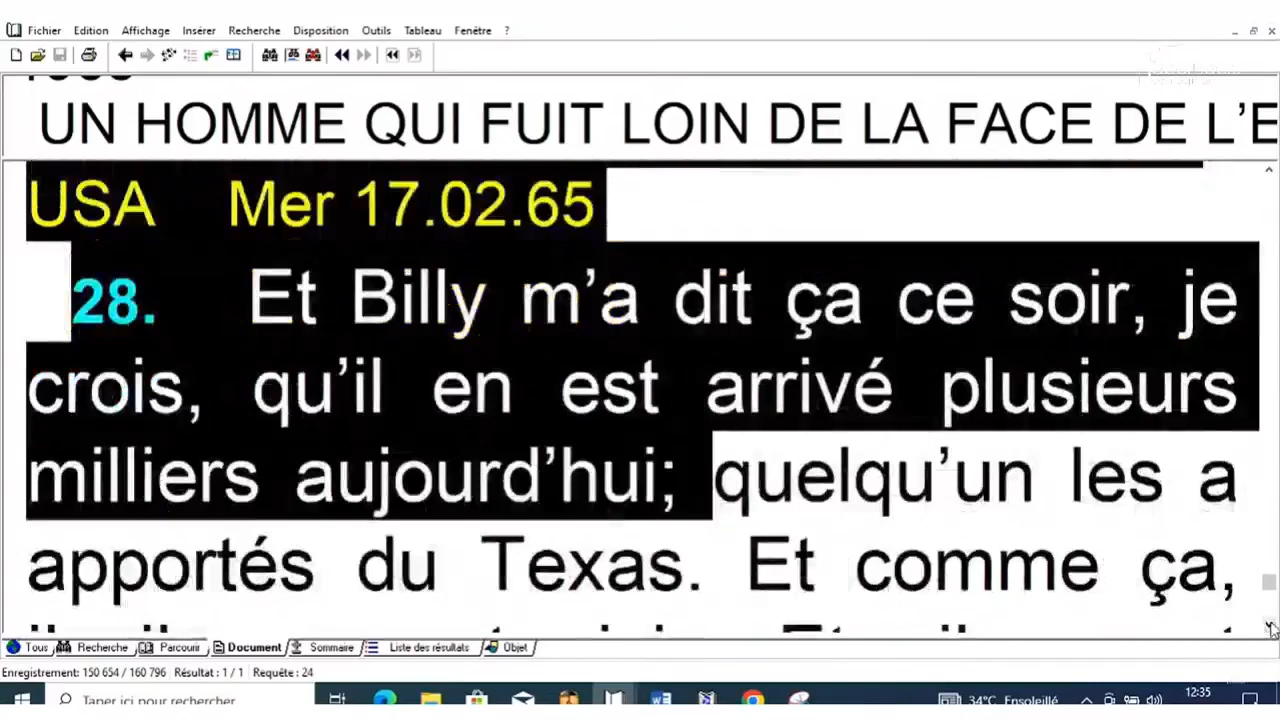 Fichier Edition Affichage Insérer Recherche Disposition Outils Tableau Fenêtre ?
UN HOMME QUI FUIT LOIN DE LA FACE DE L’E
USA Mer 17.02.65
28. Et Billy m’a dit ça ce soir, je
crois, qu’il en est arrivé plusieurs
milliers aujourd’hui; quelqu’un les a
apportés du Texas. Et comme ça,
Tous Recherche Parcourir Document Sommaire Liste des résultats Objet
Enregistrement: 150 654 / 160 796 Résultat : 1 / 1 Requête : 24
Taper ici pour rechercher 34°C Ensoleillé 12:35